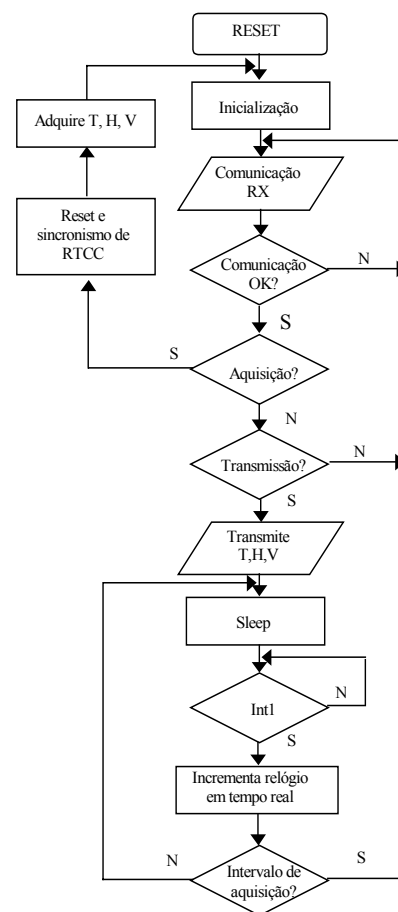 RESET
Adquire T, H, V
Inicialização
Comunicação
RX
Reset e
sincronismo de
RTCC
Comunicação
OK?
N
S
S
Aquisição?
N
Transmissão?
N
S
Transmite
T,H,V
Sleep
Int1
N
S
Incrementa relógio
em tempo real
N
Intervalo de
aquisição?
S